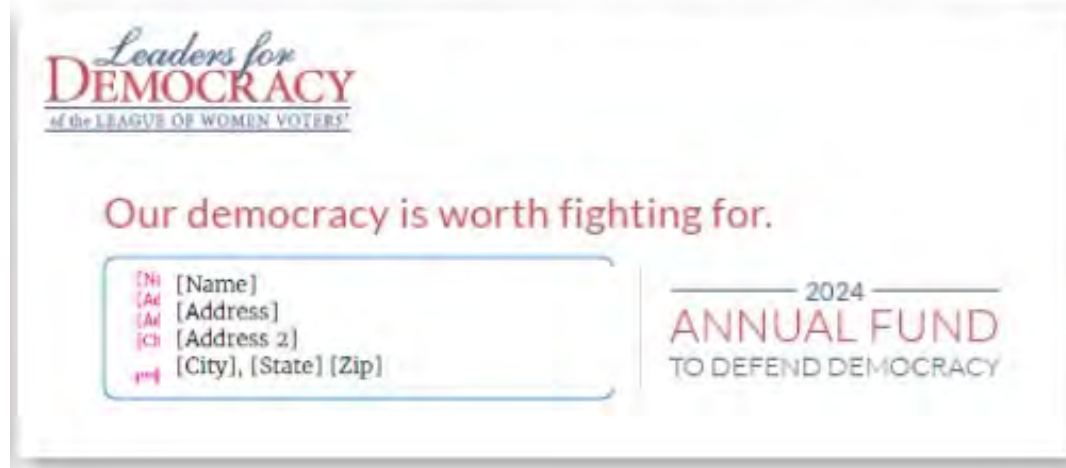 Leaders for
DEMOCRACY
of the LEAGUE OF WOMEN VOTERS®
Our democracy is worth fighting for.
[Name]
[Address]
[Address 2]
[City], [State] [Zip]
2024
ANNUAL FUND
TO DEFEND DEMOCRACY